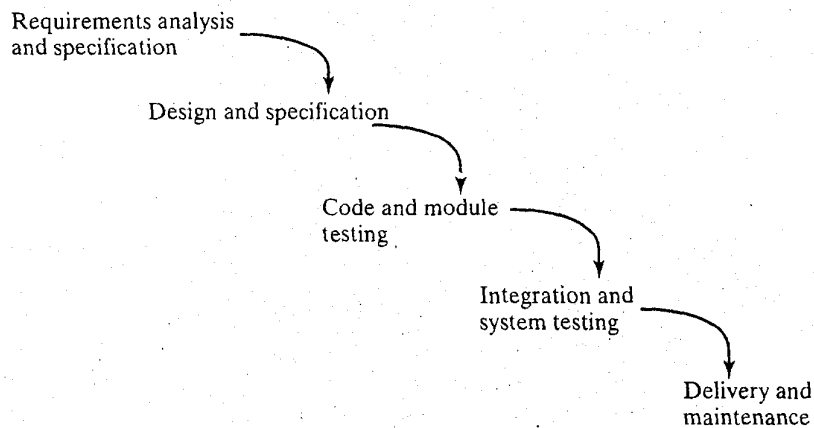 Requirements analysis
and specification
Design and specification
Code and module
testing
Integration and
system testing
Delivery and
maintenance